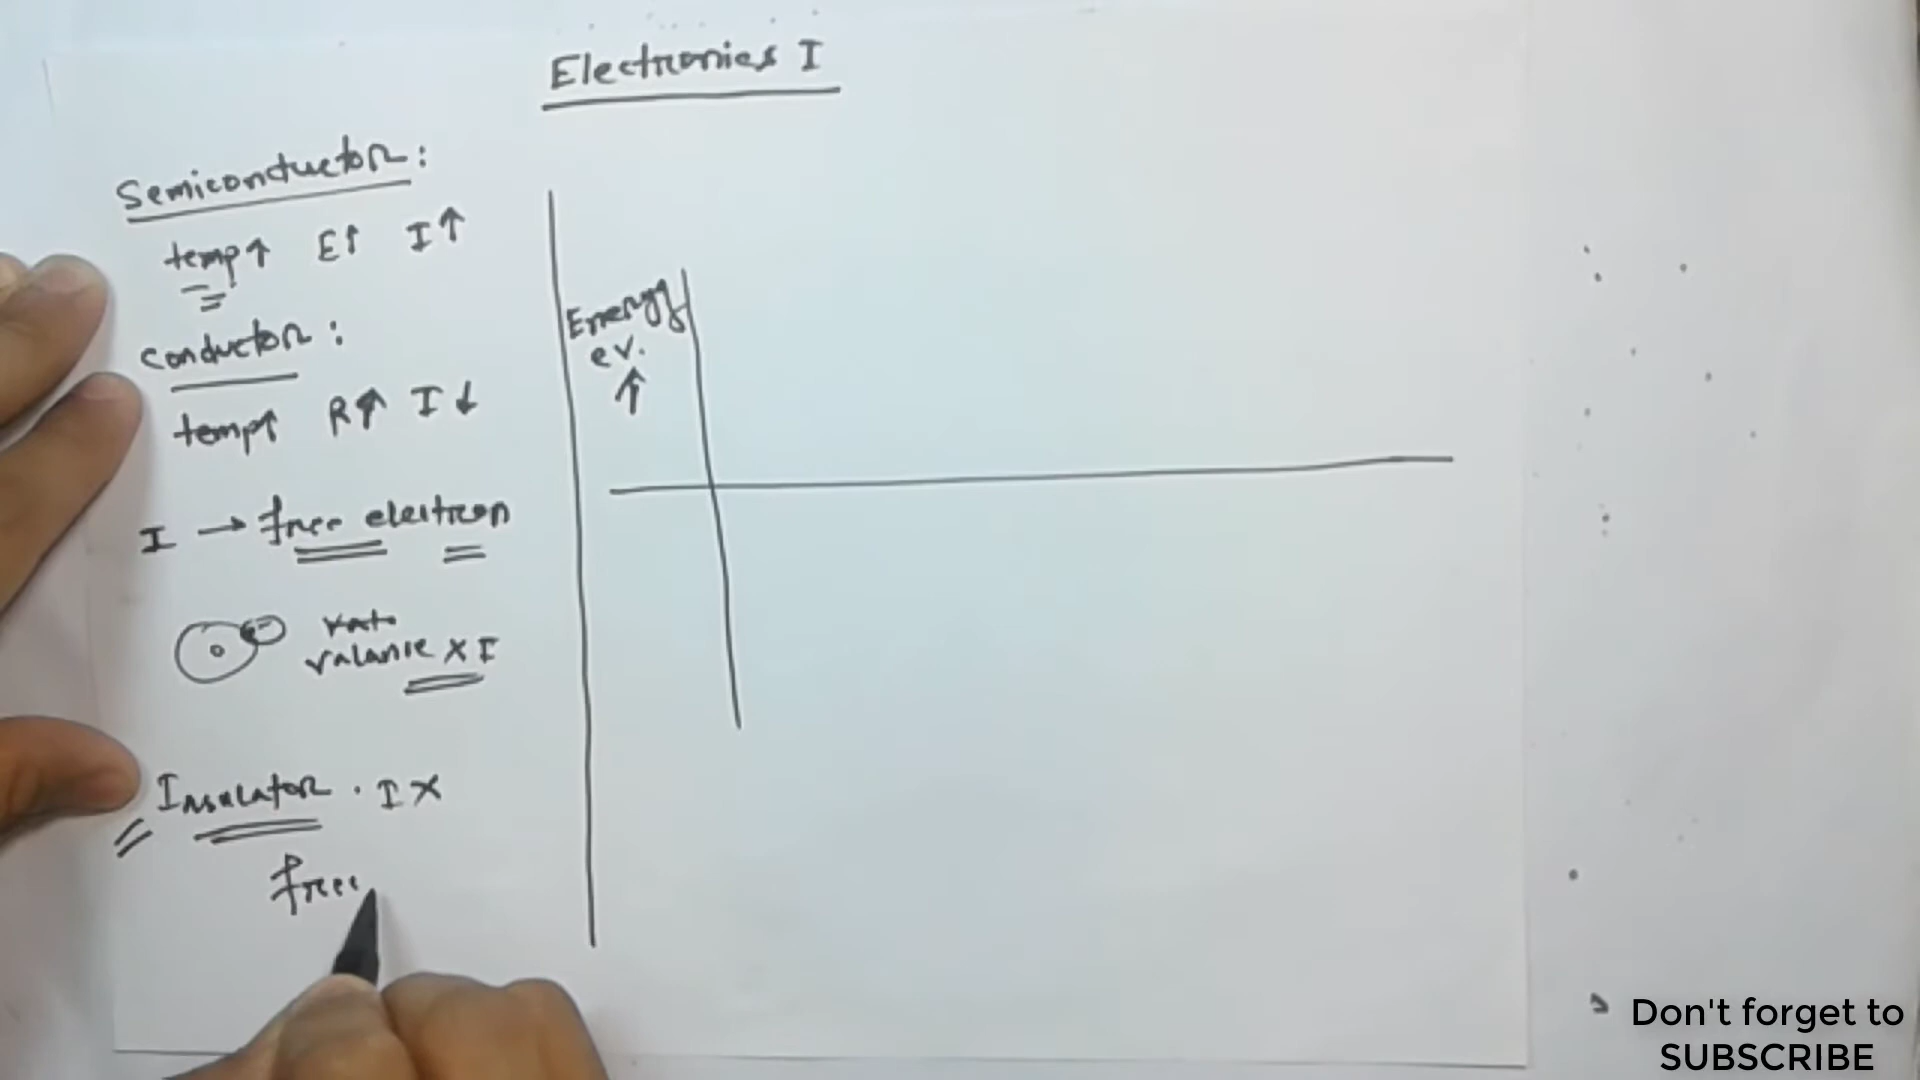 Electronics I
Semiconductor:
temp↑ E↑ I↑
conductor:
temp↑ R↑ I↓
I → free electron
valance X I
Insulator . I X
free
Energy
ev.
↑
Don't forget to
SUBSCRIBE